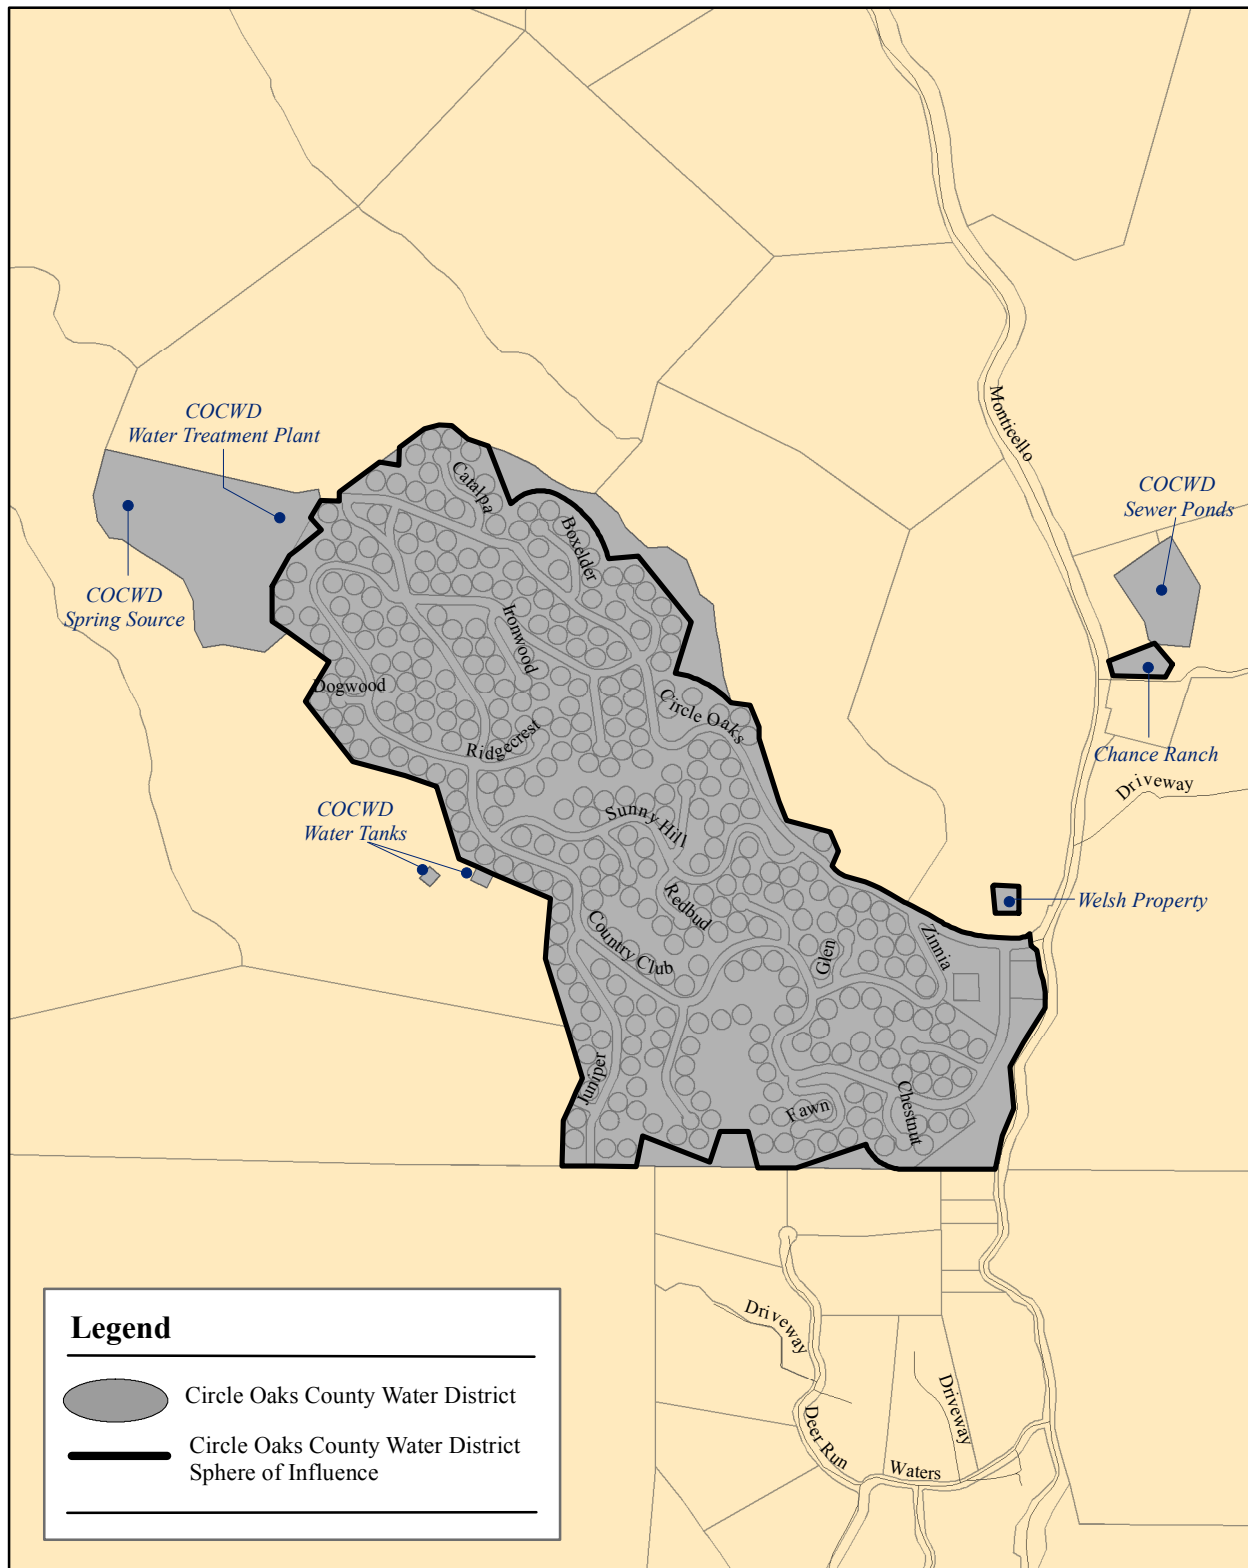 Monticello
COCWD
Water Treatment Plant
Catalpa
COCWD
Sewer Ponds
Boxelder
COCWD
Spring Source
Ironwood
Dogwood
Circle Oaks
Ridgecrest
Chance Ranch
Driveway
COCWD
Water Tanks
Sunny Hill
Redbud
Welsh Property
Country Club
Glen
Zinnia
Juniper
Fawn
Chestnut
Driveway
Driveway
Deer Run
Waters
Legend
Circle Oaks County Water District
Circle Oaks County Water District
Sphere of Influence